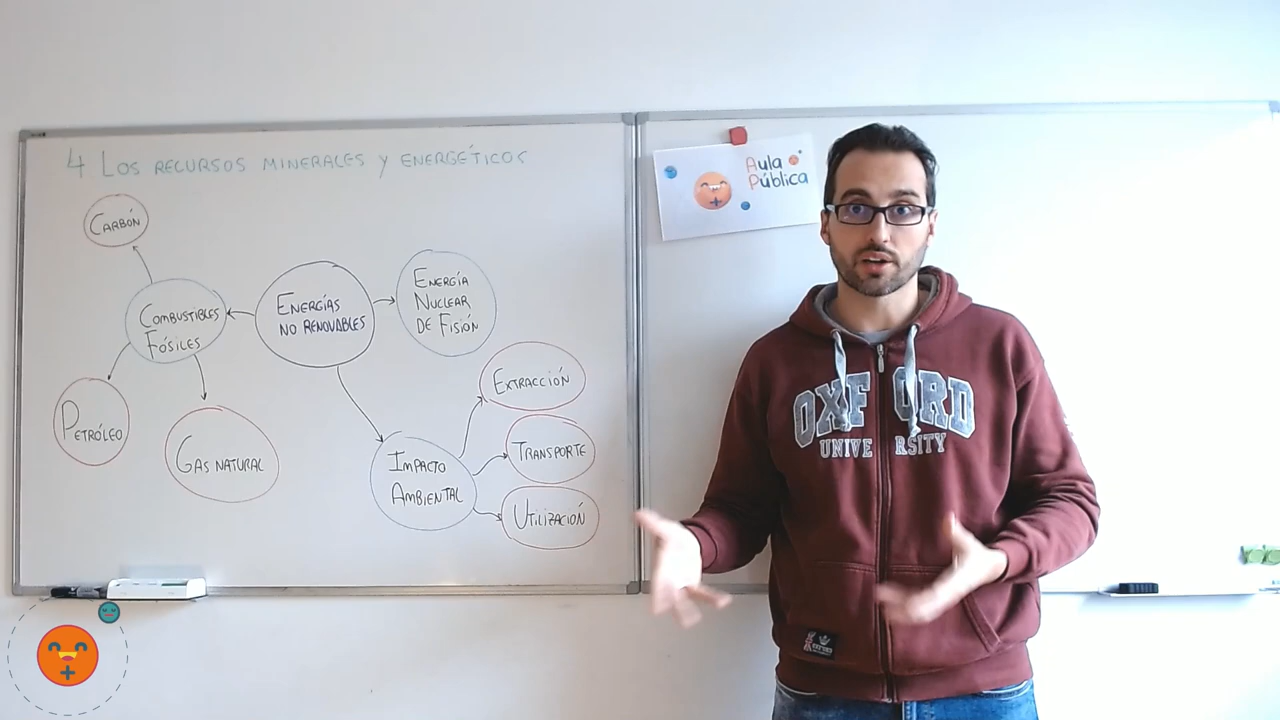 4 LOS RECURSOS MINERALES Y ENERGÉTICOS
CARBÓN
COMBUSTIBLES
FÓSILES
ENERGÍAS
NO RENOVABLES
ENERGÍA
NUCLEAR
DE FISIÓN
PETRÓLEO
GAS NATURAL
IMPACTO
AMBIENTAL
EXTRACCIÓN
TRANSPORTE
UTILIZACIÓN
Aula
Pública
OXFORD
UNIVERSITY